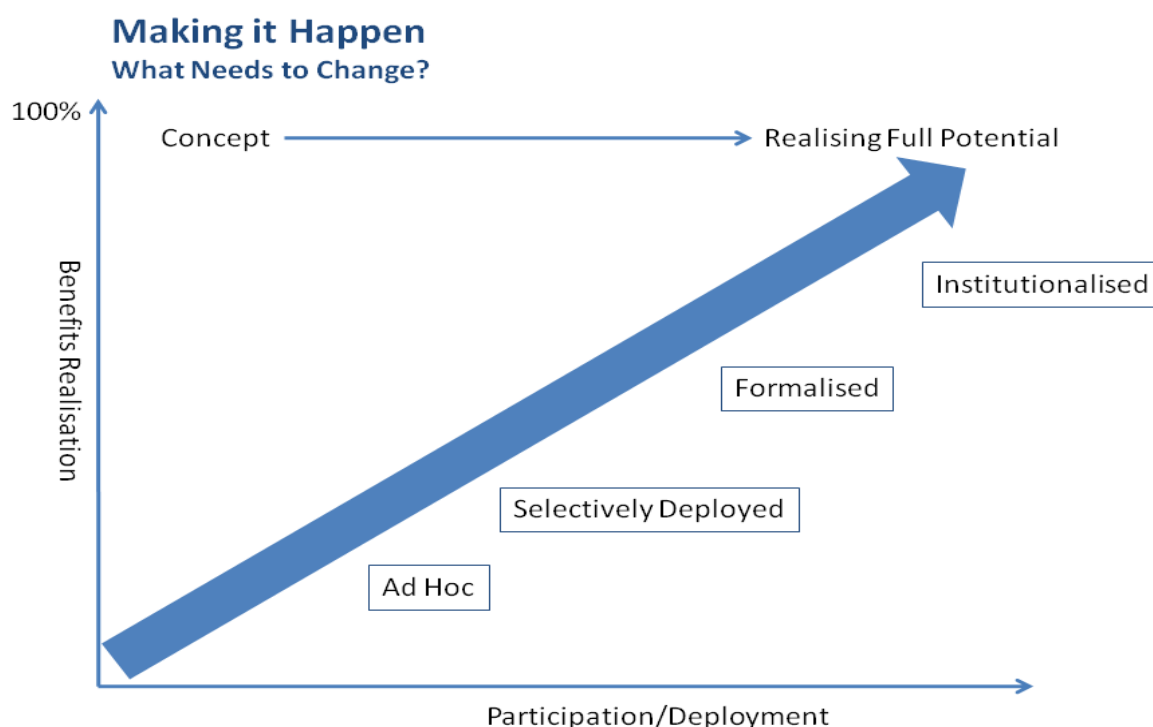 Making it Happen
What Needs to Change?
100%
Concept
Realising Full Potential
Benefits Realisation
Institutionalised
Formalised
Selectively Deployed
Ad Hoc
Participation/Deployment